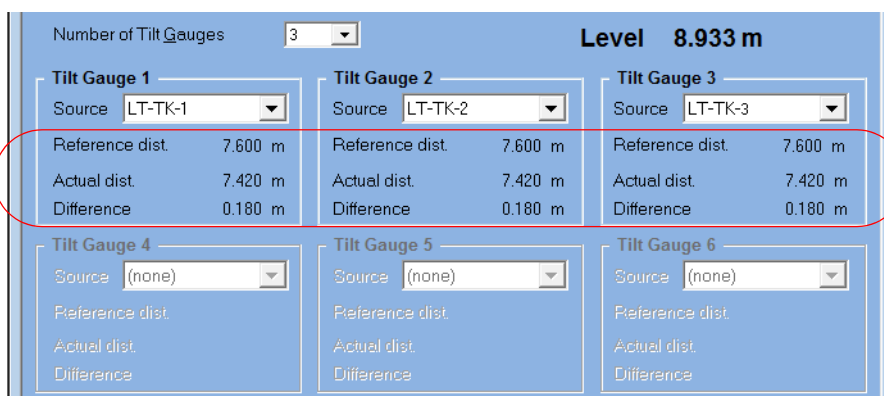 Number of Tilt Gauges 3 Level 8.933 m
Tilt Gauge 1 Tilt Gauge 2 Tilt Gauge 3
Source LT-TK-1 Source LT-TK-2 Source LT-TK-3
Reference dist. 7.600 m Reference dist. 7.600 m Reference dist. 7.600 m
Actual dist. 7.420 m Actual dist. 7.420 m Actual dist. 7.420 m
Difference 0.180 m Difference 0.180 m Difference 0.180 m
Tilt Gauge 4 Tilt Gauge 5 Tilt Gauge 6
Source (none) Source (none) Source (none)
Reference dist. Reference dist. Reference dist.
Actual dist. Actual dist. Actual dist.
Difference Difference Difference